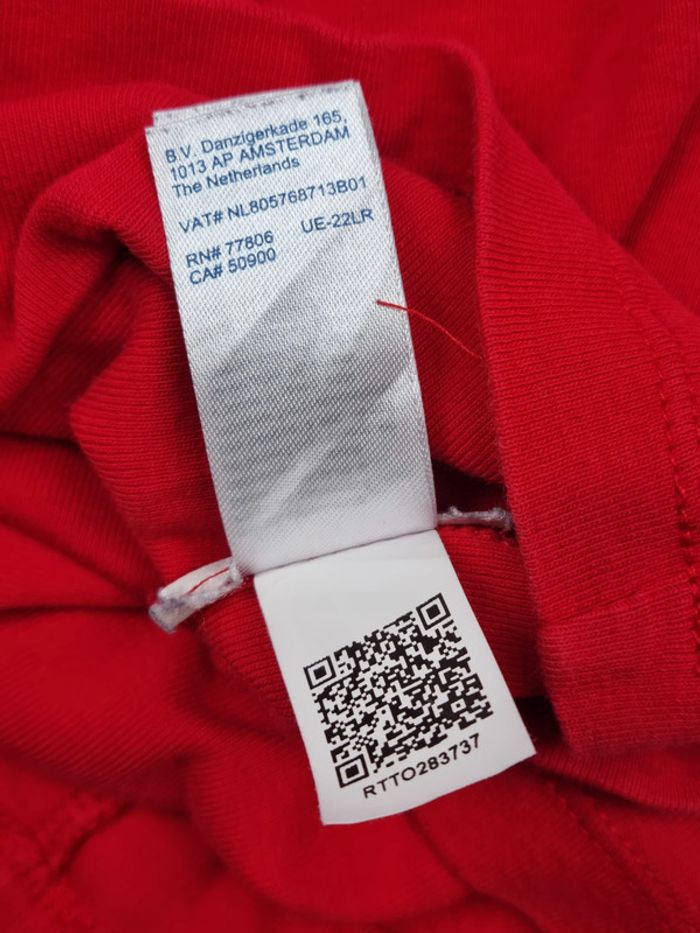 B.V. Danzigerkade 165,
1013 AP AMSTERDAM
The Netherlands
VAT# NL805768713B01
RN# 77806 UE-22LR
CA# 50900
RTTO283737